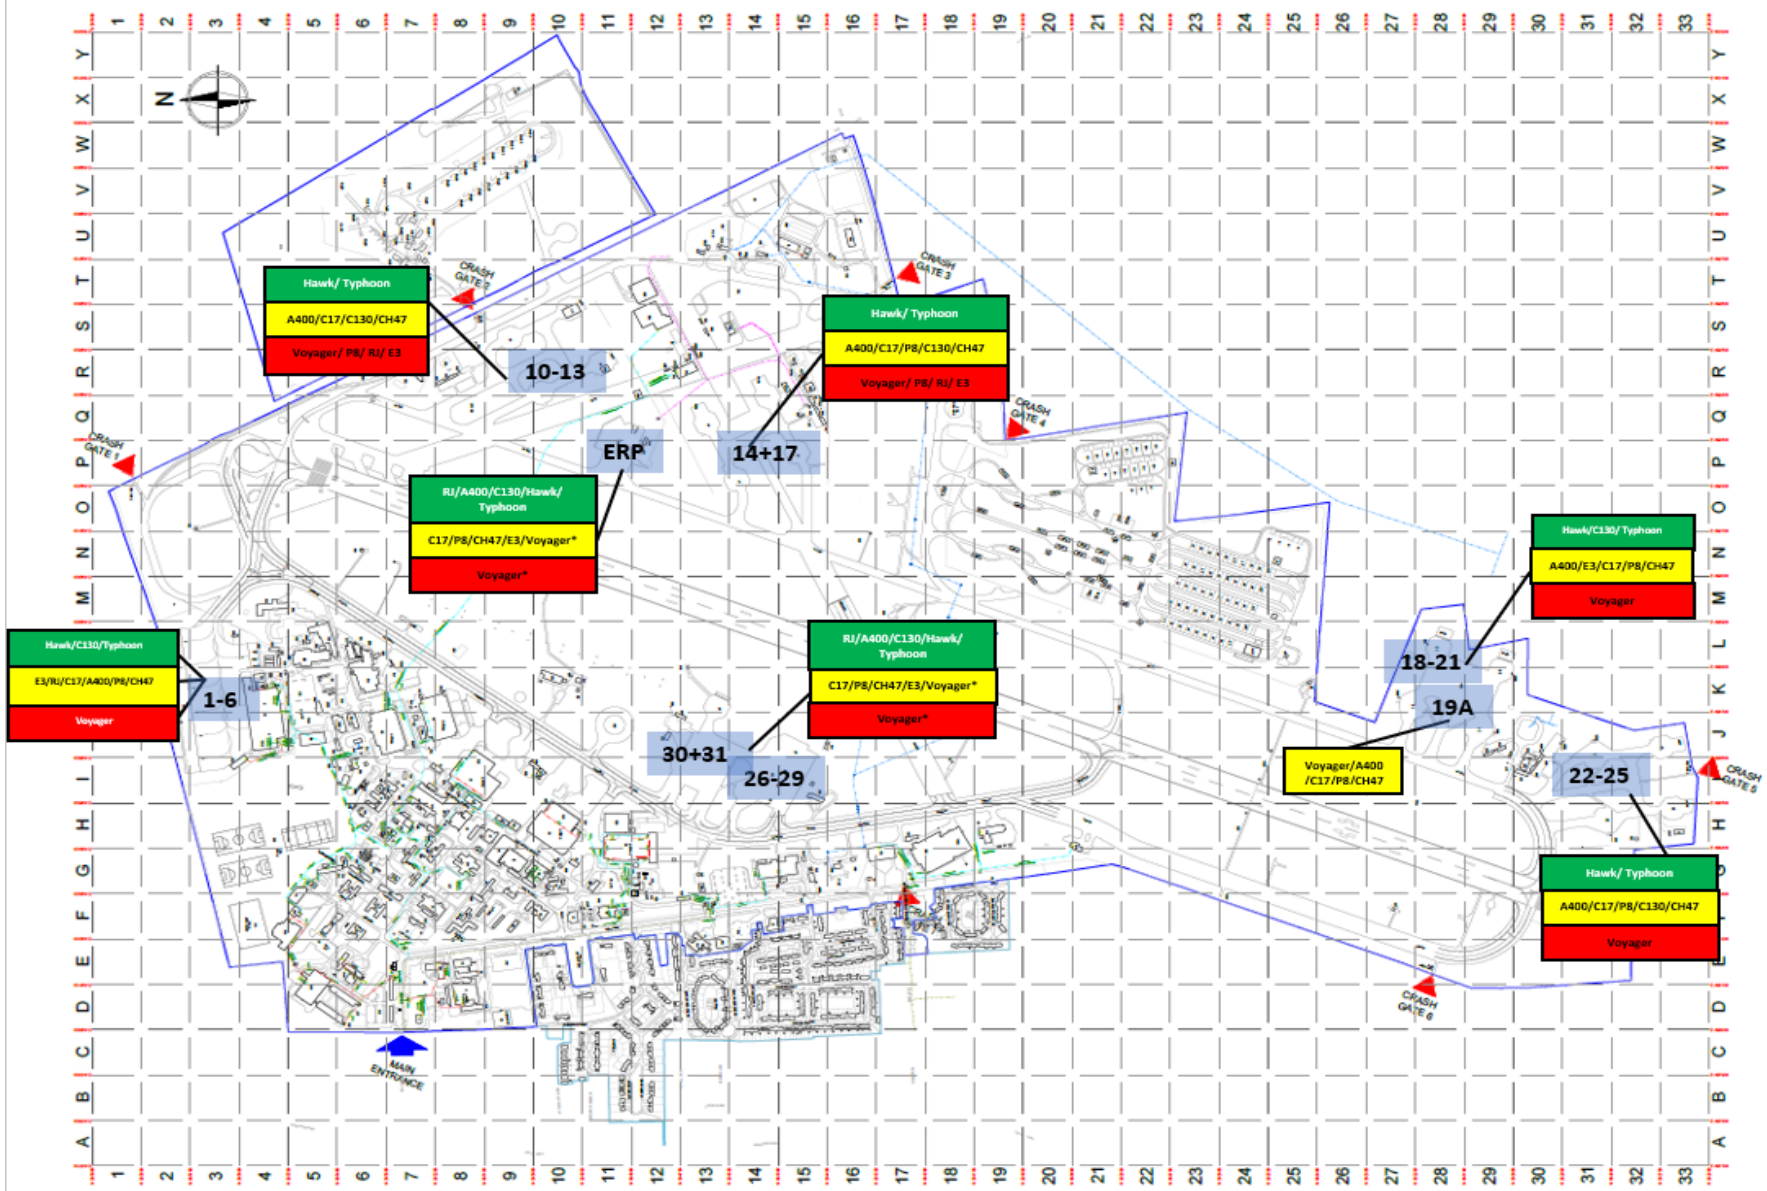 1 2 3 4 5 6 7 8 9 10 11 12 13 14 15 16 17 18 19 20 21 22 23 24 25 26 27 28 29 30 31 32 33
Y Y
X X
W W
V V
U U
T T
S S
R R
Q Q
P P
O O
N N
M M
L L
K K
J J
I I
H H
G G
F F
E E
D D
C C
B B
A A
N
CRASH
GATE 2
Hawk/ Typhoon
A400/C17/C130/CH47
Voyager/ P8/ RJ/ E3
10-13
CRASH
GATE 3
Hawk/ Typhoon
A400/C17/P8/C130/CH47
Voyager/ P8/ RJ/ E3
14+17
CRASH
GATE 4
CRASH
GATE 1
ERP
RJ/A400/C130/Hawk/
Typhoon
C17/P8/CH47/E3/Voyager*
Voyager*
Hawk/C130/ Typhoon
A400/E3/C17/P8/CH47
Voyager
18-21
19A
Voyager/A400
/C17/P8/CH47
Hawk/C130/Typhoon
E3/RJ/C17/A400/P8/CH47
Voyager
1-6
RJ/A400/C130/Hawk/
Typhoon
C17/P8/CH47/E3/Voyager*
Voyager*
30+31
26-29
22-25
CRASH
GATE 5
Hawk/ Typhoon
A400/C17/P8/C130/CH47
Voyager
CRASH
GATE 6
MAIN
ENTRANCE
1 2 3 4 5 6 7 8 9 10 11 12 13 14 15 16 17 18 19 20 21 22 23 24 25 26 27 28 29 30 31 32 33